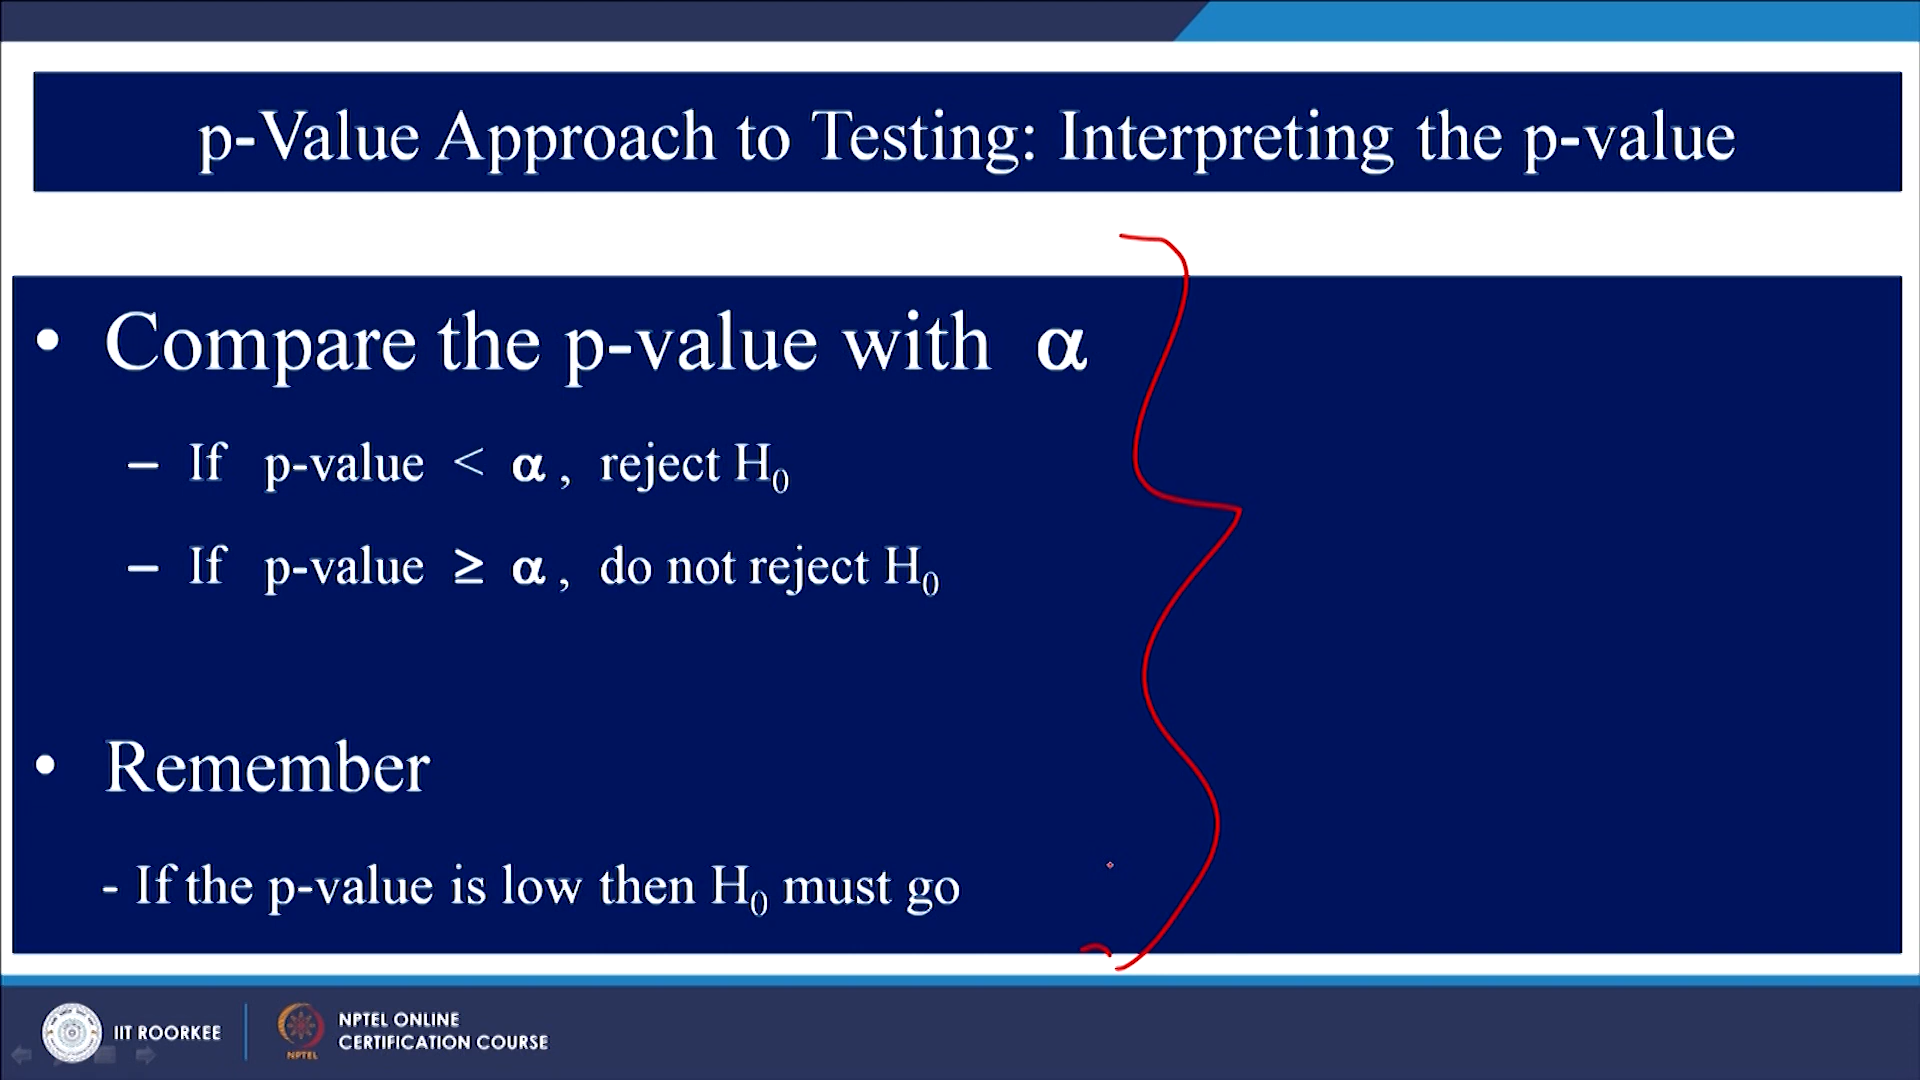 p-Value Approach to Testing: Interpreting the p-value
• Compare the p-value with α
– If p-value < α , reject H₀
– If p-value ≥ α , do not reject H₀
• Remember
- If the p-value is low then H₀ must go
IIT ROORKEE
NPTEL
NPTEL ONLINE
CERTIFICATION COURSE